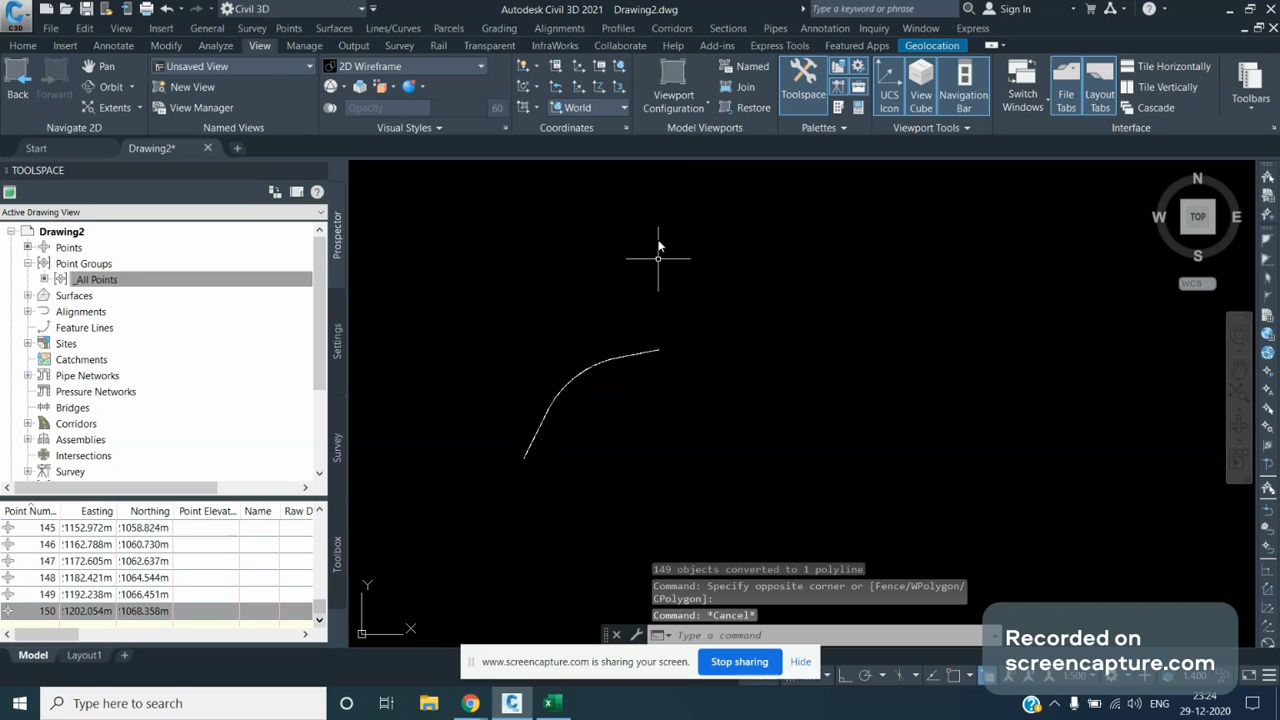 C3D
Civil 3D
Autodesk Civil 3D 2021 Drawing2.dwg
Type a keyword or phrase
Sign In
File Edit View Insert General Survey Points Surfaces Lines/Curves Parcels Grading Alignments Profiles Corridors Sections Pipes Annotation Inquiry Window Express
Home Insert Annotate Modify Analyze View Manage Output Survey Rail Transparent InfraWorks Collaborate Help Add-ins Express Tools Featured Apps Geolocation
Back
Forward
Pan
Orbit
Extents
Navigate 2D
Unsaved View
New View
View Manager
Named Views
2D Wireframe
Opacity 60
Visual Styles
World
Coordinates
Viewport
Configuration
Named
Join
Restore
Model Viewports
Toolspace
Palettes
UCS
Icon
View
Cube
Navigation
Bar
Viewport Tools
Switch
Windows
File
Tabs
Layout
Tabs
Tile Horizontally
Tile Vertically
Cascade
Interface
Toolbars
Start
Drawing2*
TOOLSPACE
Active Drawing View
Drawing2
Points
Point Groups
_All Points
Surfaces
Alignments
Feature Lines
Sites
Catchments
Pipe Networks
Pressure Networks
Bridges
Corridors
Assemblies
Intersections
Survey
Prospector
Settings
Survey
Toolbox
Point Num... Easting Northing Point Elevat... Name Raw D
145 !1152.972m !1058.824m
146 !1162.788m !1060.730m
147 !1172.605m !1062.637m
148 !1182.421m !1064.544m
149 !1192.238m !1066.451m
150 !1202.054m !1068.358m
N
W TOP E
S
WCS
Y
X
149 objects converted to 1 polyline
Command: Specify opposite corner or [Fence/WPolygon/
CPolygon]:
Command: *Cancel*
Type a command
Model Layout1
www.screencapture.com is sharing your screen.
Stop sharing
Hide
Recorded on
screencapture.com
1:500
1.400
Type here to search
23:24
29-12-2020